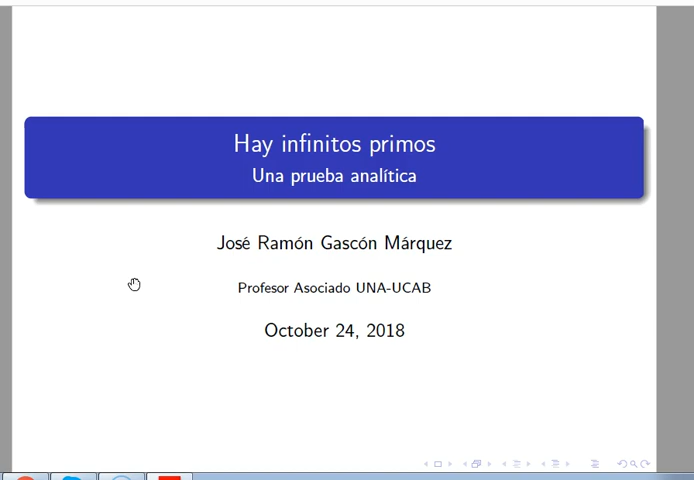 Hay infinitos primos
Una prueba analítica
José Ramón Gascón Márquez
Profesor Asociado UNA-UCAB
October 24, 2018